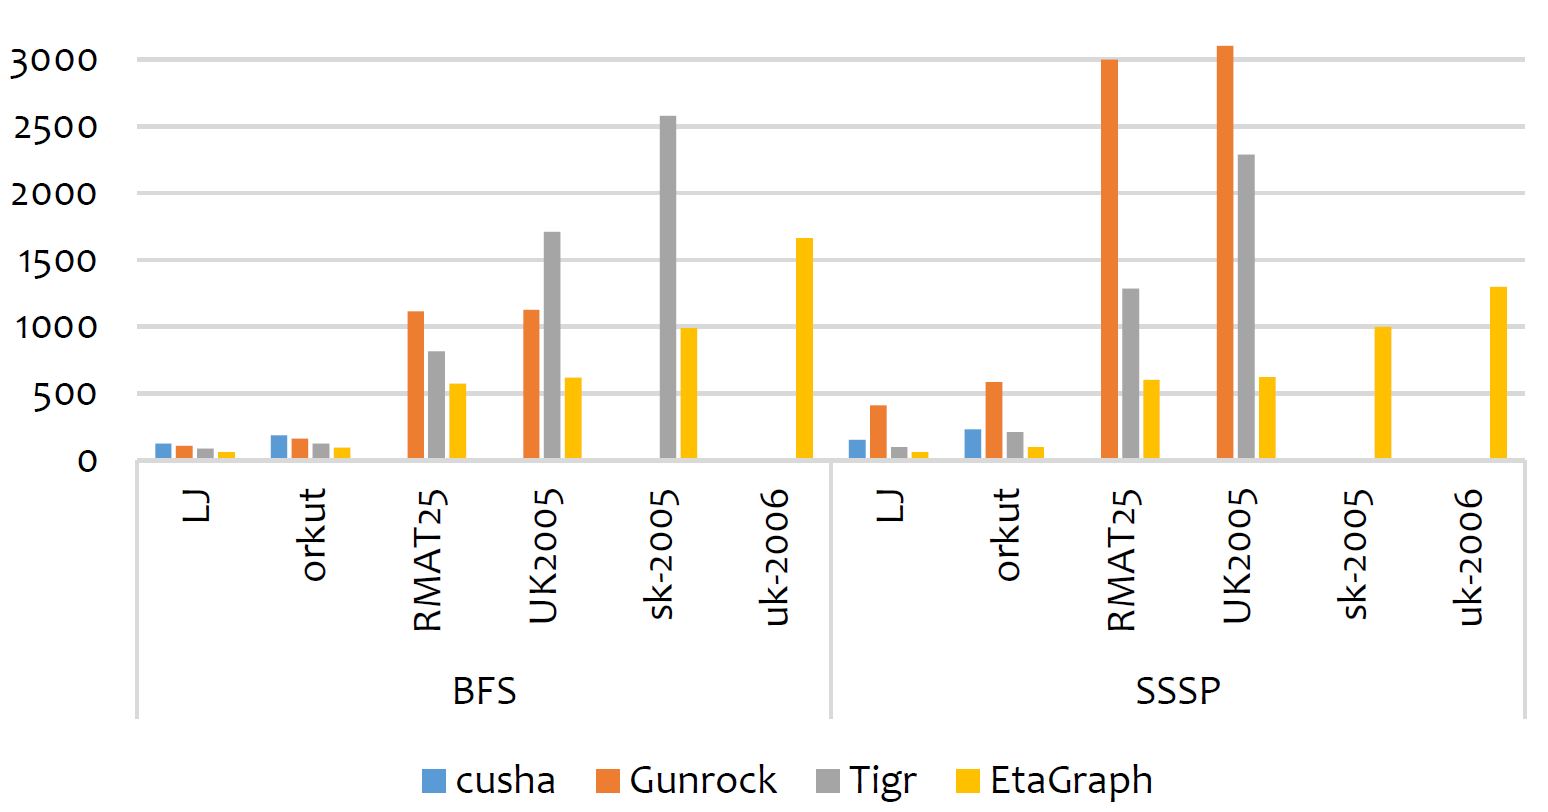 3000
2500
2000
1500
1000
500
0
LJ
orkut
RMAT25
UK2005
sk-2005
uk-2006
LJ
orkut
RMAT25
UK2005
sk-2005
uk-2006
BFS
SSSP
cusha Gunrock Tigr EtaGraph